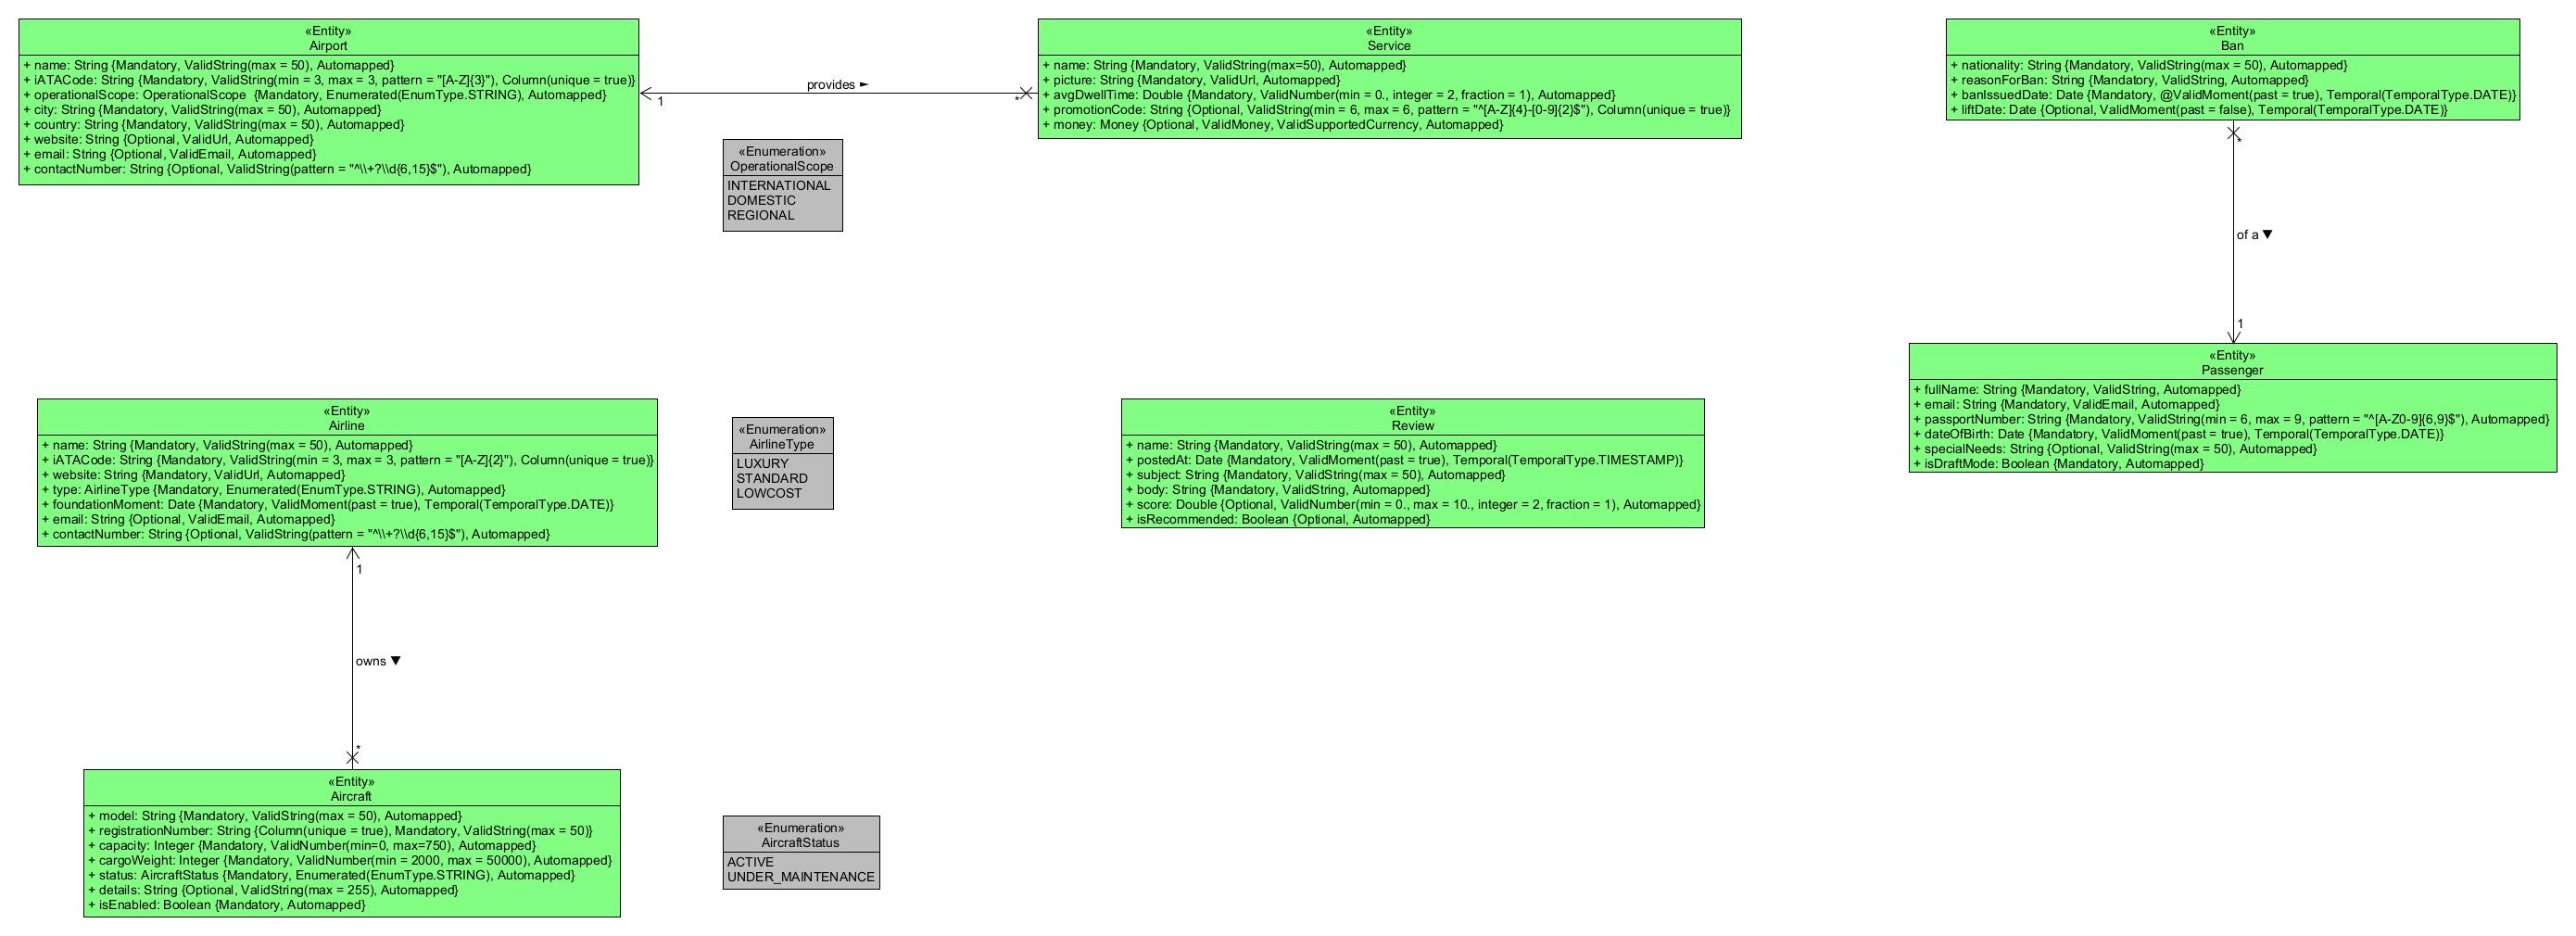 «Entity»
Airport
+ name: String {Mandatory, ValidString(max = 50), Automapped}
+ iATACode: String {Mandatory, ValidString(min = 3, max = 3, pattern = "[A-Z]{3}"), Column(unique = true)}
+ operationalScope: OperationalScope  {Mandatory, Enumerated(EnumType.STRING), Automapped}
+ city: String {Mandatory, ValidString(max = 50), Automapped}
+ country: String {Mandatory, ValidString(max = 50), Automapped}
+ website: String {Optional, ValidUrl, Automapped}
+ email: String {Optional, ValidEmail, Automapped}
+ contactNumber: String {Optional, ValidString(pattern = "^\\+?\\d{6,15}$"), Automapped}
provides ►
1
*
«Entity»
Service
+ name: String {Mandatory, ValidString(max=50), Automapped}
+ picture: String {Mandatory, ValidUrl, Automapped}
+ avgDwellTime: Double {Mandatory, ValidNumber(min = 0., integer = 2, fraction = 1), Automapped}
+ promotionCode: String {Optional, ValidString(min = 6, max = 6, pattern = "^[A-Z]{4}-[0-9]{2}$"), Column(unique = true)}
+ money: Money {Optional, ValidMoney, ValidSupportedCurrency, Automapped}
«Entity»
Ban
+ nationality: String {Mandatory, ValidString(max = 50), Automapped}
+ reasonForBan: String {Mandatory, ValidString, Automapped}
+ banIssuedDate: Date {Mandatory, @ValidMoment(past = true), Temporal(TemporalType.DATE)}
+ liftDate: Date {Optional, ValidMoment(past = false), Temporal(TemporalType.DATE)}
«Enumeration»
OperationalScope
INTERNATIONAL
DOMESTIC
REGIONAL
*
of a ▼
1
«Entity»
Passenger
+ fullName: String {Mandatory, ValidString, Automapped}
+ email: String {Mandatory, ValidEmail, Automapped}
+ passportNumber: String {Mandatory, ValidString(min = 6, max = 9, pattern = "^[A-Z0-9]{6,9}$"), Automapped}
+ dateOfBirth: Date {Mandatory, ValidMoment(past = true), Temporal(TemporalType.DATE)}
+ specialNeeds: String {Optional, ValidString(max = 50), Automapped}
+ isDraftMode: Boolean {Mandatory, Automapped}
«Entity»
Airline
+ name: String {Mandatory, ValidString(max = 50), Automapped}
+ iATACode: String {Mandatory, ValidString(min = 3, max = 3, pattern = "[A-Z]{2}"), Column(unique = true)}
+ website: String {Mandatory, ValidUrl, Automapped}
+ type: AirlineType {Mandatory, Enumerated(EnumType.STRING), Automapped}
+ foundationMoment: Date {Mandatory, ValidMoment(past = true), Temporal(TemporalType.DATE)}
+ email: String {Optional, ValidEmail, Automapped}
+ contactNumber: String {Optional, ValidString(pattern = "^\\+?\\d{6,15}$"), Automapped}
«Enumeration»
AirlineType
LUXURY
STANDARD
LOWCOST
«Entity»
Review
+ name: String {Mandatory, ValidString(max = 50), Automapped}
+ postedAt: Date {Mandatory, ValidMoment(past = true), Temporal(TemporalType.TIMESTAMP)}
+ subject: String {Mandatory, ValidString(max = 50), Automapped}
+ body: String {Mandatory, ValidString, Automapped}
+ score: Double {Optional, ValidNumber(min = 0., max = 10., integer = 2, fraction = 1), Automapped}
+ isRecommended: Boolean {Optional, Automapped}
1
owns ▼
*
«Entity»
Aircraft
+ model: String {Mandatory, ValidString(max = 50), Automapped}
+ registrationNumber: String {Column(unique = true), Mandatory, ValidString(max = 50)}
+ capacity: Integer {Mandatory, ValidNumber(min=0, max=750), Automapped}
+ cargoWeight: Integer {Mandatory, ValidNumber(min = 2000, max = 50000), Automapped}
+ status: AircraftStatus {Mandatory, Enumerated(EnumType.STRING), Automapped}
+ details: String {Optional, ValidString(max = 255), Automapped}
+ isEnabled: Boolean {Mandatory, Automapped}
«Enumeration»
AircraftStatus
ACTIVE
UNDER_MAINTENANCE